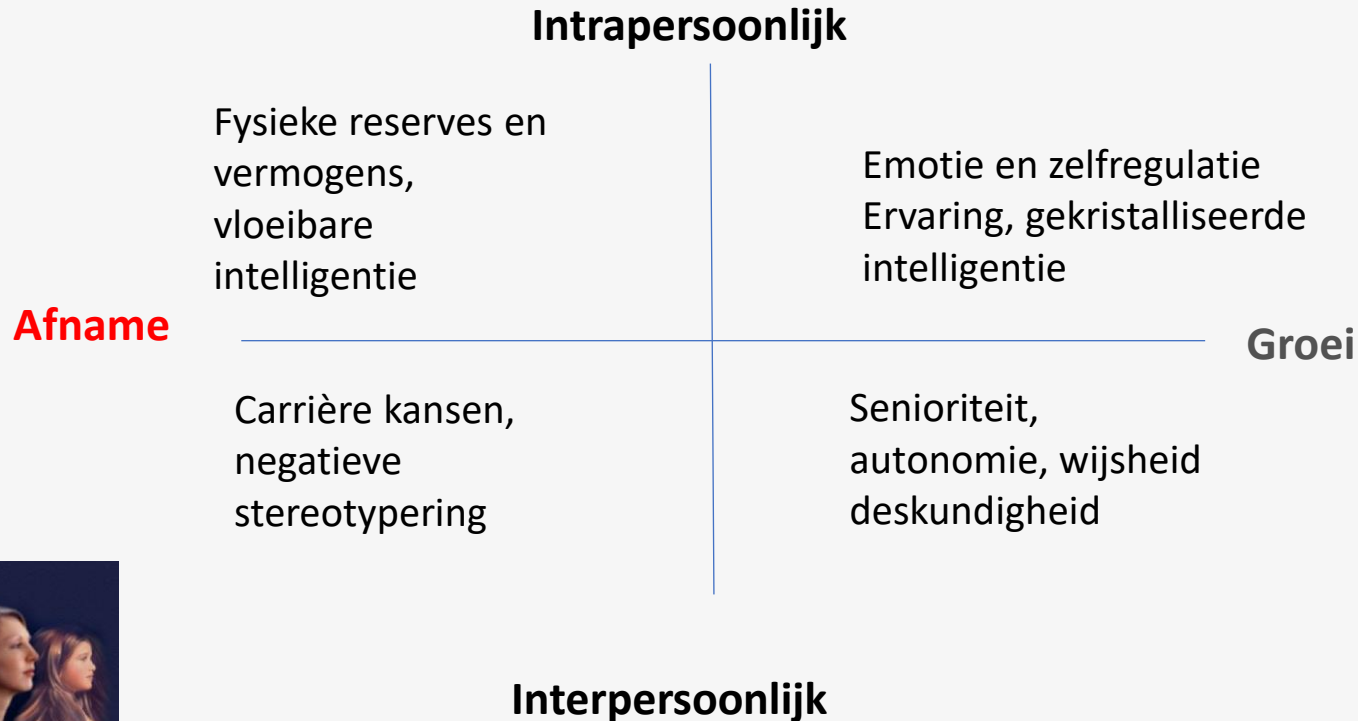 Intrapersoonlijk
Fysieke reserves en
vermogens,
vloeibare
intelligentie
Emotie en zelfregulatie
Ervaring, gekristalliseerde
intelligentie
Afname
Groei
Carrière kansen,
negatieve
stereotypering
Senioriteit,
autonomie, wijsheid
deskundigheid
Interpersoonlijk